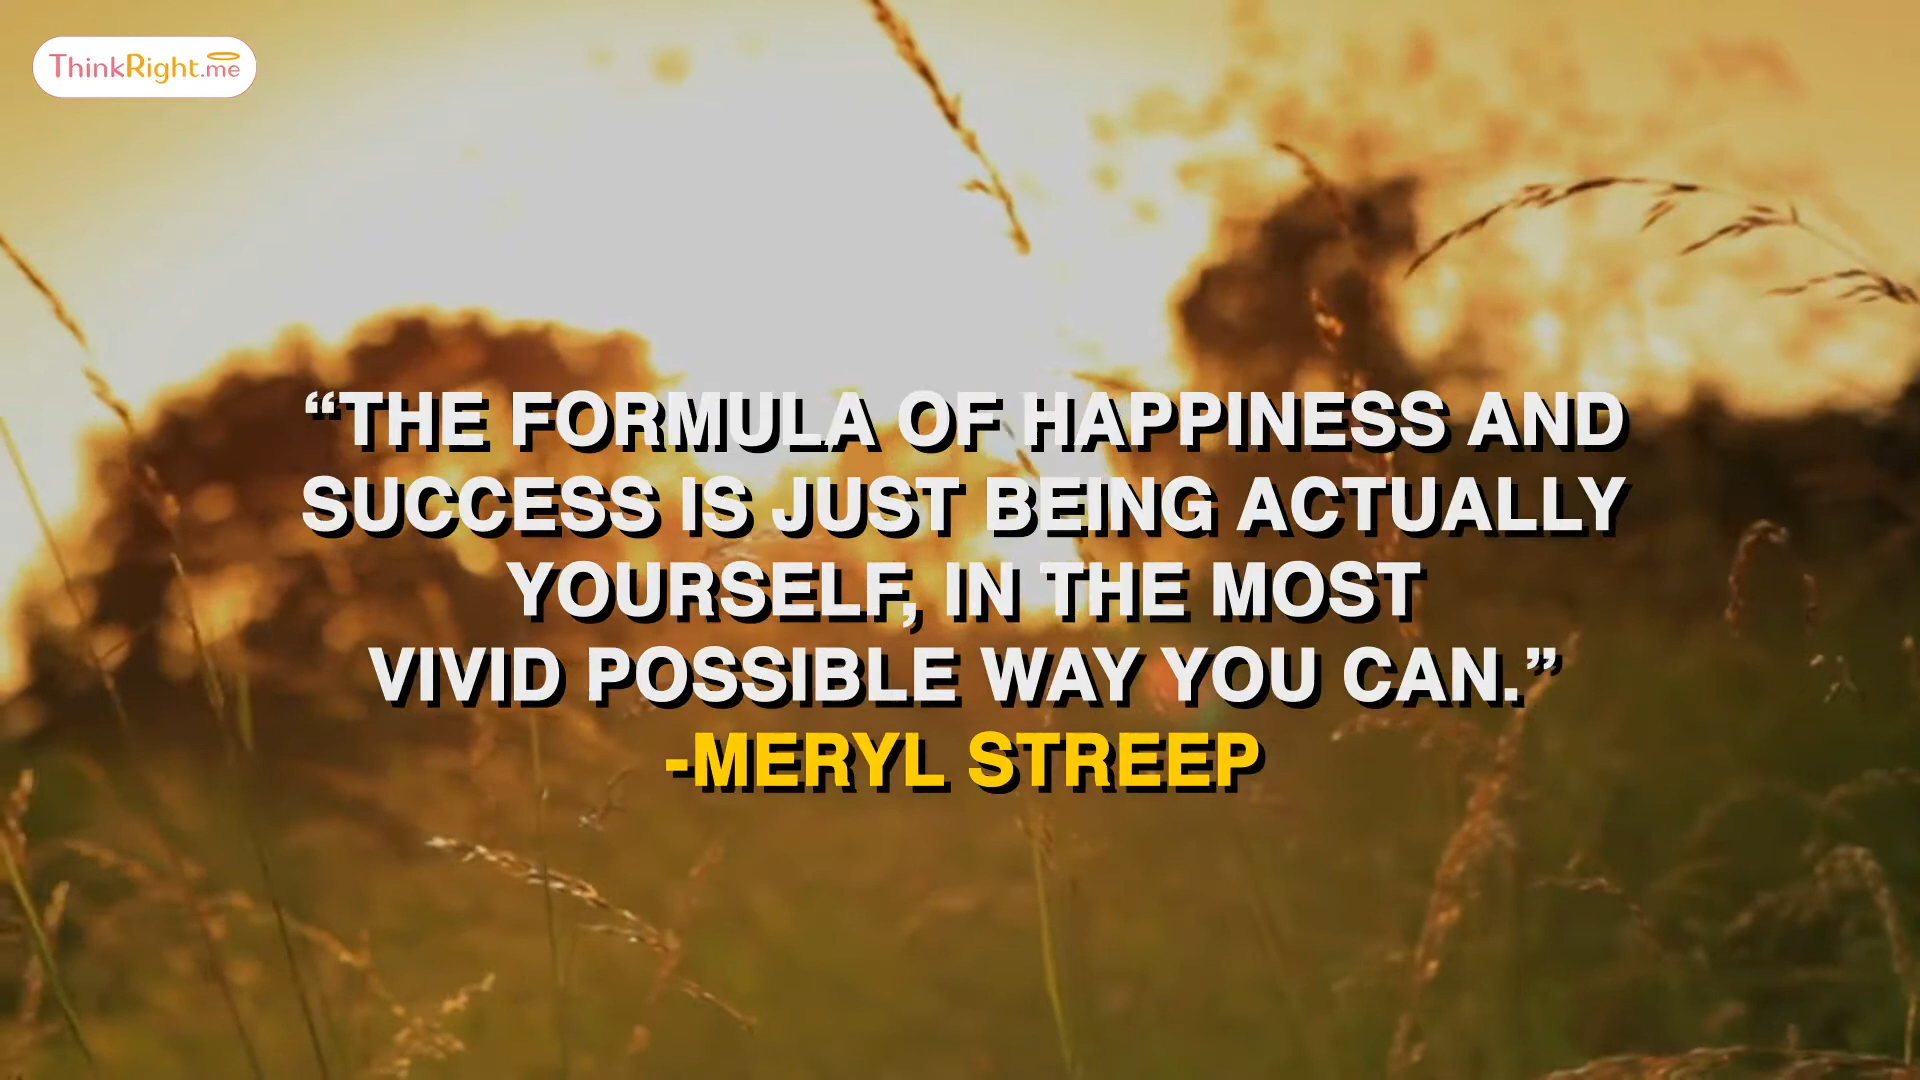 ThinkRight.me
“THE FORMULA OF HAPPINESS AND
SUCCESS IS JUST BEING ACTUALLY
YOURSELF, IN THE MOST
VIVID POSSIBLE WAY YOU CAN.”
-MERYL STREEP